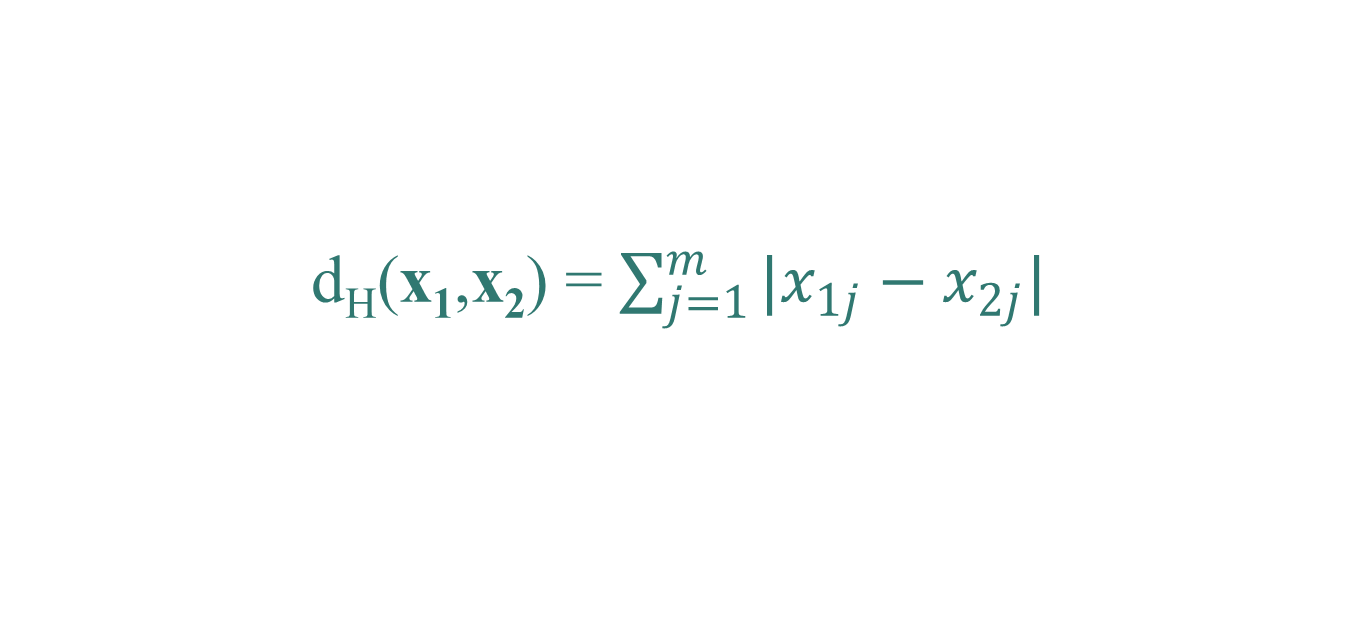 d_H(x_1,x_2) = ∑_{j=1}^{m} |x_{1j} − x_{2j}|